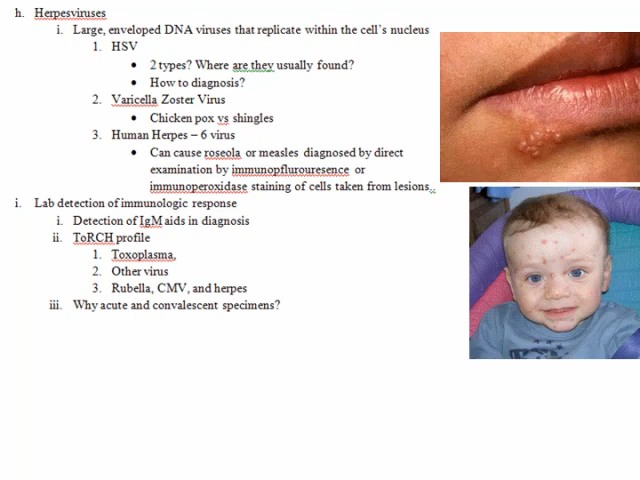 h. Herpesviruses
i. Large, enveloped DNA viruses that replicate within the cell's nucleus
1. HSV
• 2 types? Where are they usually found?
• How to diagnosis?
2. Varicella Zoster Virus
• Chicken pox vs shingles
3. Human Herpes – 6 virus
• Can cause roseola or measles diagnosed by direct
examination by immunopflurouresence or
immunoperoxidase staining of cells taken from lesions..
i. Lab detection of immunologic response
i. Detection of IgM aids in diagnosis
ii. ToRCH profile
1. Toxoplasma,
2. Other virus
3. Rubella, CMV, and herpes
iii. Why acute and convalescent specimens?